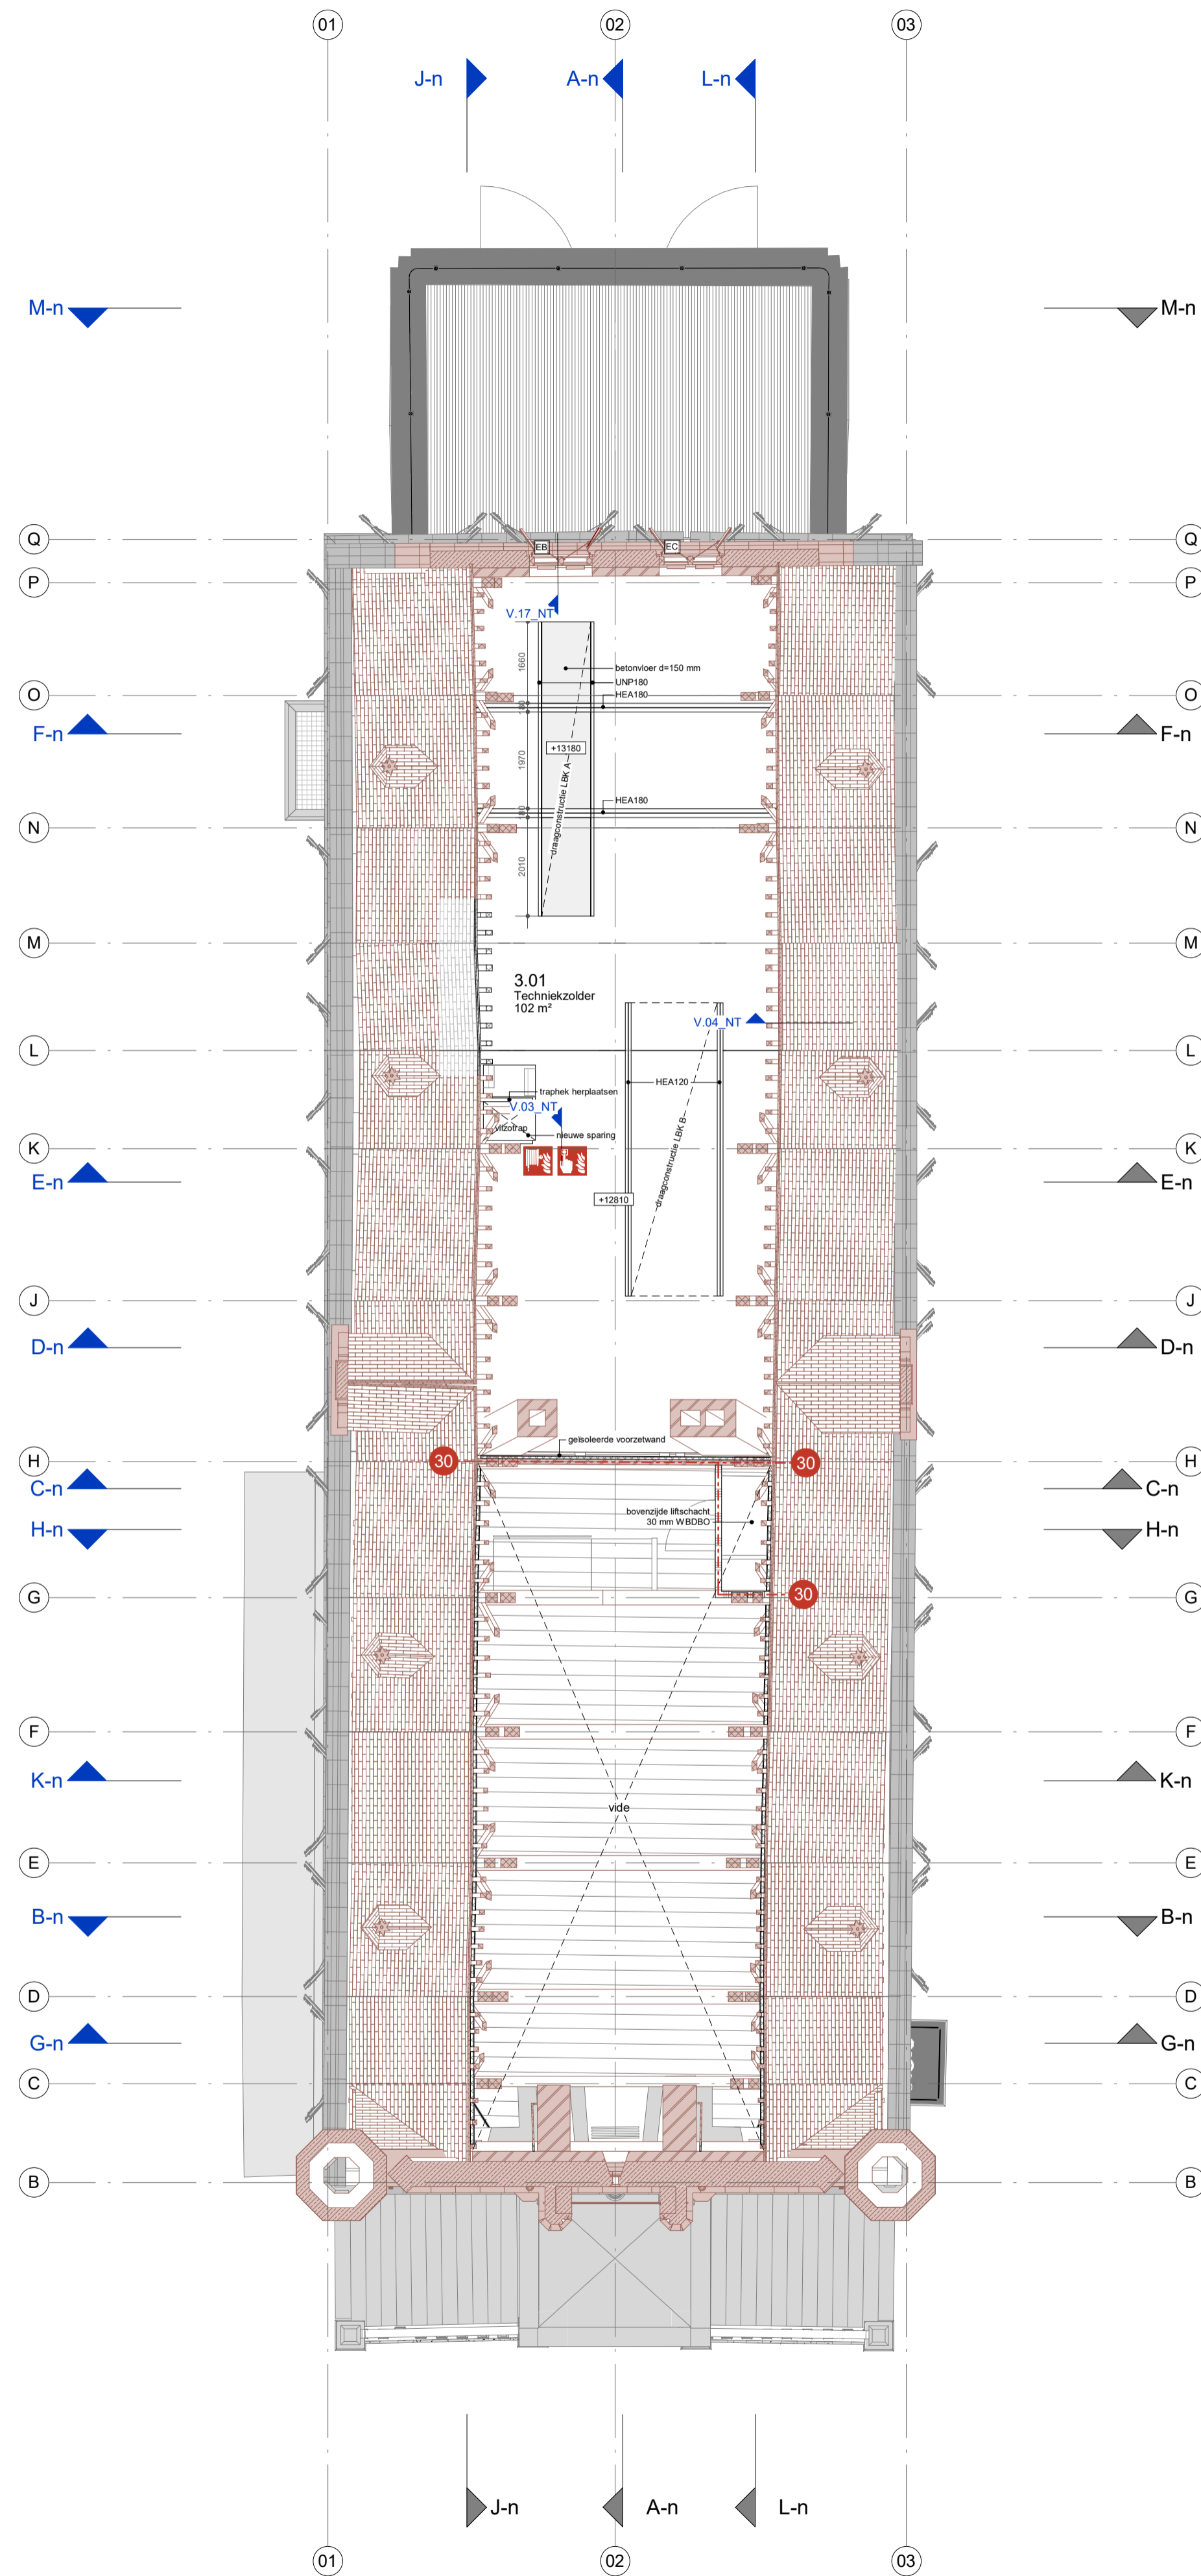 01 02 03
J-n A-n L-n
M-n M-n
Q Q
EB EC
P P
V.17_NT
1660
betonvloer d=150 mm
UNP180
O HEA180 O
180
F-n F-n
+13180
1970
draagconstructie LBK A
HEA180
180
N N
2010
M M
3.01
Techniekzolder
102 m²
V.04_NT
L L
HEA120
traphek herplaatsen
V.03_NT
vlizotrap
nieuwe sparing
draagconstructie LBK B
K K
E-n E-n
+12810
J J
D-n D-n
geïsoleerde voorzetwand
H 30 30 H
C-n C-n
bovenzijde liftschacht
30 mm WBDBO
H-n H-n
G 30 G
F F
K-n K-n
vide
E E
B-n B-n
D D
G-n G-n
C C
B B
J-n A-n L-n
01 02 03